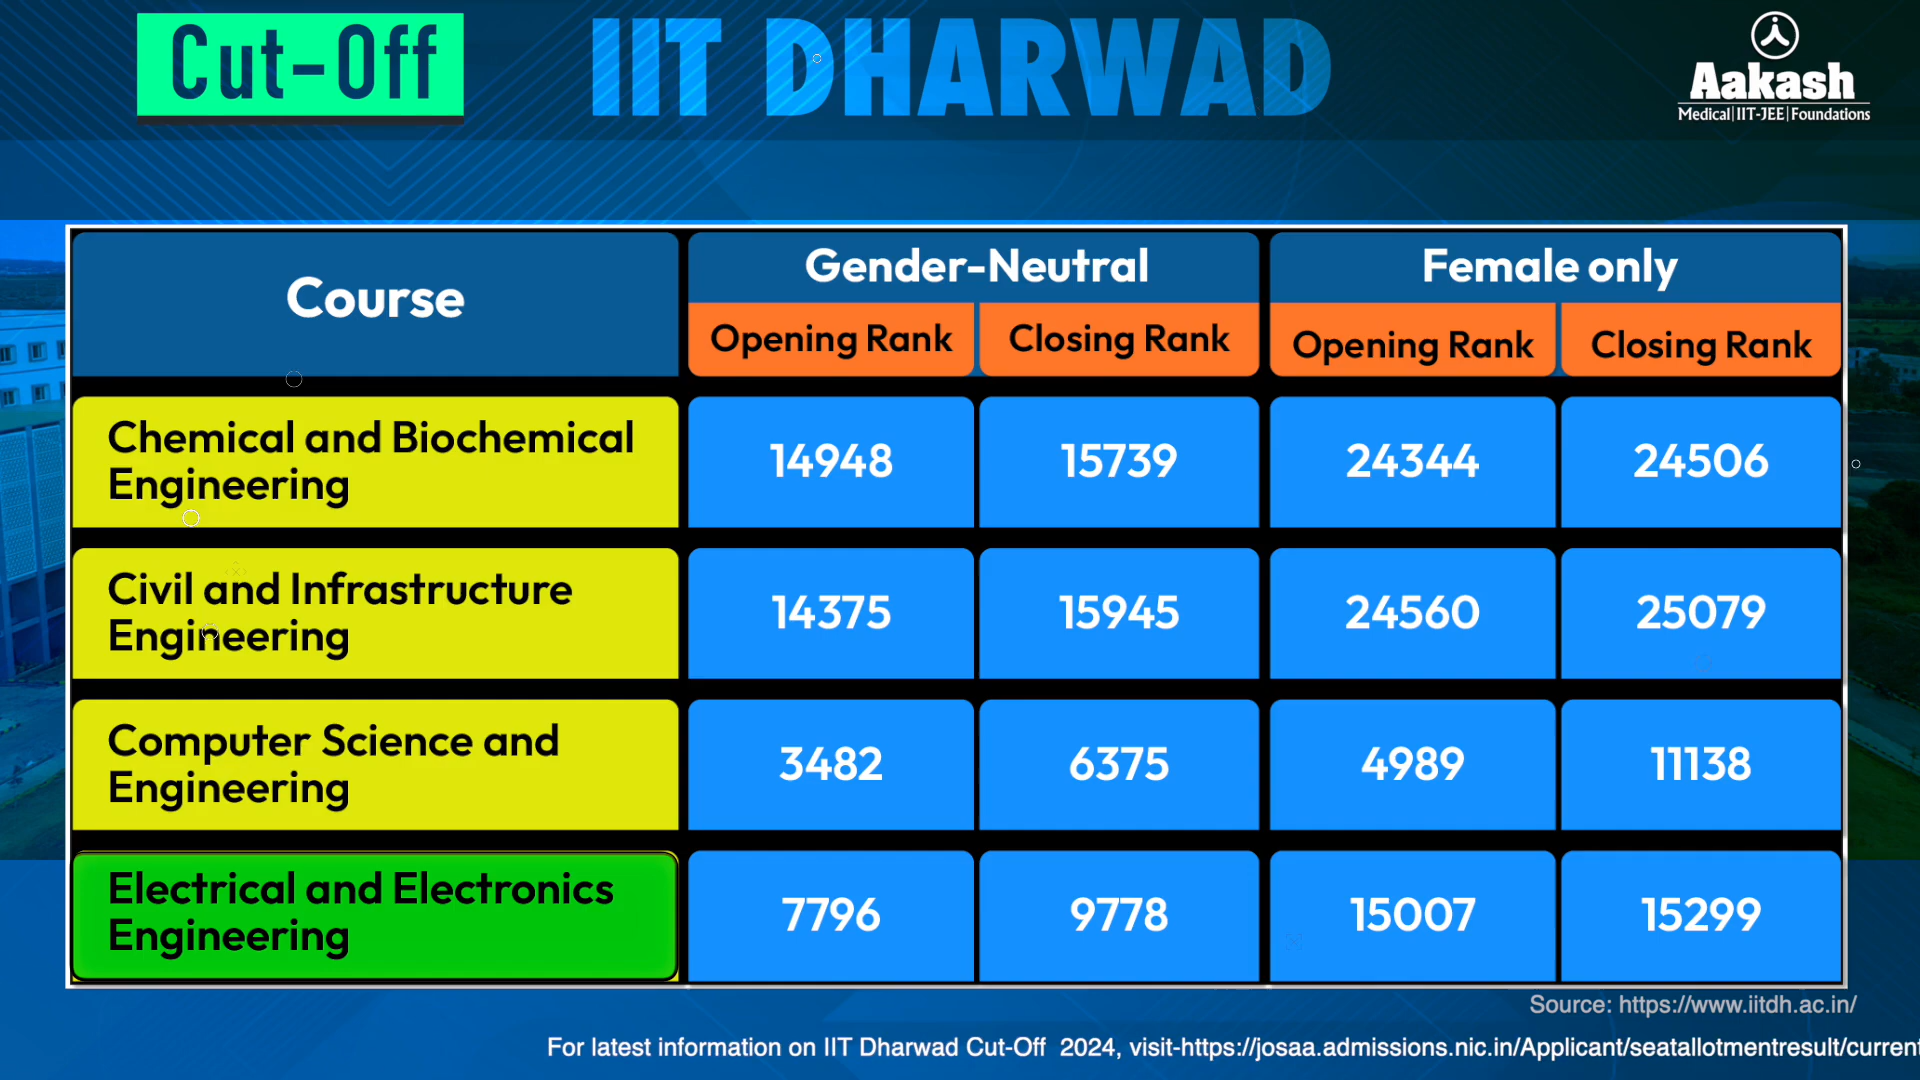 Cut-Off
IIT DHARWAD
Aakash
Medical|IIT-JEE|Foundations
Course
Gender-Neutral
Female only
Opening Rank
Closing Rank
Opening Rank
Closing Rank
Chemical and Biochemical
Engineering
14948
15739
24344
24506
Civil and Infrastructure
Engineering
14375
15945
24560
25079
Computer Science and
Engineering
3482
6375
4989
11138
Electrical and Electronics
Engineering
7796
9778
15007
15299
Source: https://www.iitdh.ac.in/
For latest information on IIT Dharwad Cut-Off 2024, visit-https://josaa.admissions.nic.in/Applicant/seatallotmentresult/current